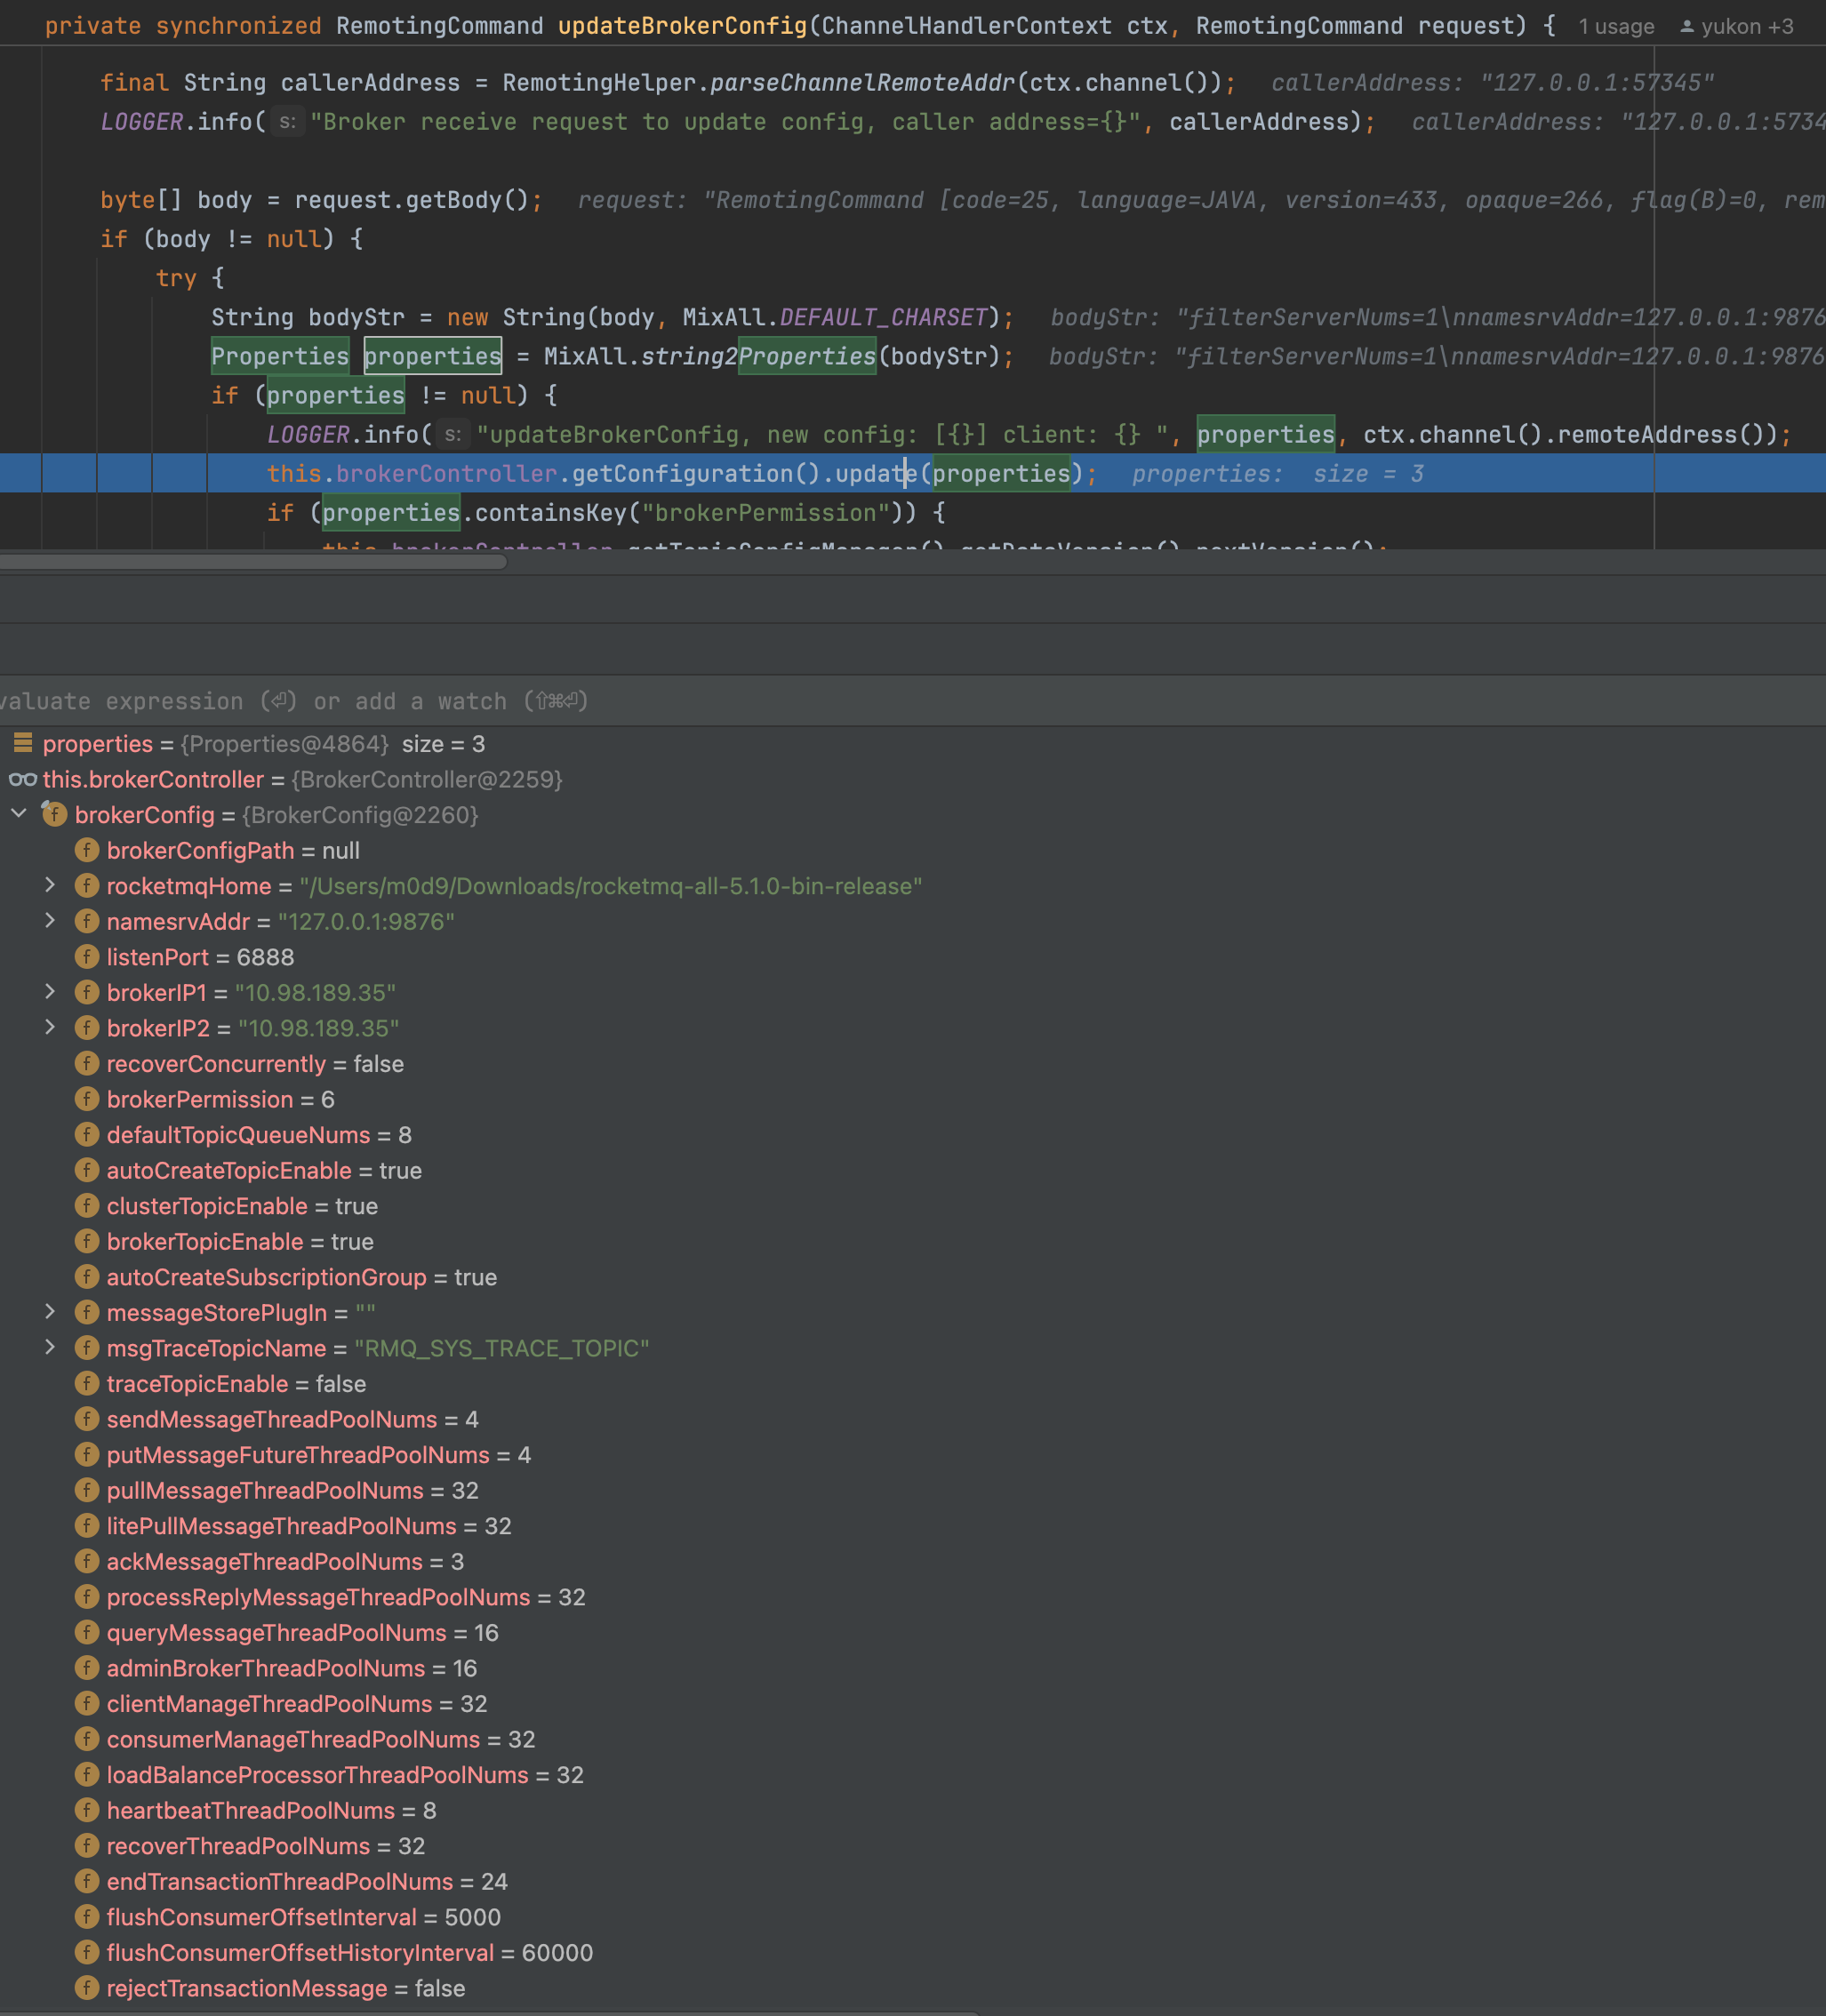 private synchronized RemotingCommand updateBrokerConfig(ChannelHandlerContext ctx, RemotingCommand request) { 1 usage yukon +3
final String callerAddress = RemotingHelper.parseChannelRemoteAddr(ctx.channel()); callerAddress: "127.0.0.1:57345"
LOGGER.info( s: "Broker receive request to update config, caller address={}", callerAddress); callerAddress: "127.0.0.1:5734
byte[] body = request.getBody(); request: "RemotingCommand [code=25, language=JAVA, version=433, opaque=266, flag(B)=0, rem
if (body != null) {
try {
String bodyStr = new String(body, MixAll.DEFAULT_CHARSET); bodyStr: "filterServerNums=1\nnamesrvAddr=127.0.0.1:9876
Properties properties = MixAll.string2Properties(bodyStr); bodyStr: "filterServerNums=1\nnamesrvAddr=127.0.0.1:9876
if (properties != null) {
LOGGER.info( s: "updateBrokerConfig, new config: [{}] client: {} ", properties, ctx.channel().remoteAddress());
this.brokerController.getConfiguration().update(properties); properties: size = 3
if (properties.containsKey("brokerPermission")) {
this.brokerController.getTopicConfigManager().getDataVersion().nextVersion();
valuate expression (⏎) or add a watch (⇧⌘⏎)
properties = {Properties@4864} size = 3
this.brokerController = {BrokerController@2259}
brokerConfig = {BrokerConfig@2260}
brokerConfigPath = null
rocketmqHome = "/Users/m0d9/Downloads/rocketmq-all-5.1.0-bin-release"
namesrvAddr = "127.0.0.1:9876"
listenPort = 6888
brokerIP1 = "10.98.189.35"
brokerIP2 = "10.98.189.35"
recoverConcurrently = false
brokerPermission = 6
defaultTopicQueueNums = 8
autoCreateTopicEnable = true
clusterTopicEnable = true
brokerTopicEnable = true
autoCreateSubscriptionGroup = true
messageStorePlugIn = ""
msgTraceTopicName = "RMQ_SYS_TRACE_TOPIC"
traceTopicEnable = false
sendMessageThreadPoolNums = 4
putMessageFutureThreadPoolNums = 4
pullMessageThreadPoolNums = 32
litePullMessageThreadPoolNums = 32
ackMessageThreadPoolNums = 3
processReplyMessageThreadPoolNums = 32
queryMessageThreadPoolNums = 16
adminBrokerThreadPoolNums = 16
clientManageThreadPoolNums = 32
consumerManageThreadPoolNums = 32
loadBalanceProcessorThreadPoolNums = 32
heartbeatThreadPoolNums = 8
recoverThreadPoolNums = 32
endTransactionThreadPoolNums = 24
flushConsumerOffsetInterval = 5000
flushConsumerOffsetHistoryInterval = 60000
rejectTransactionMessage = false